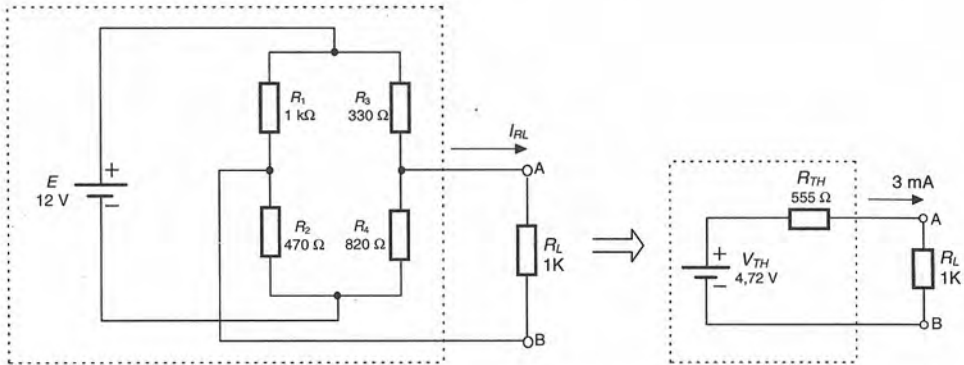 R1
1 kΩ
R3
330 Ω
IRL
A
E
12 V
+
−
R2
470 Ω
R4
820 Ω
RL
1K
B
RTH
555 Ω
3 mA
A
+
−
VTH
4,72 V
RL
1K
B